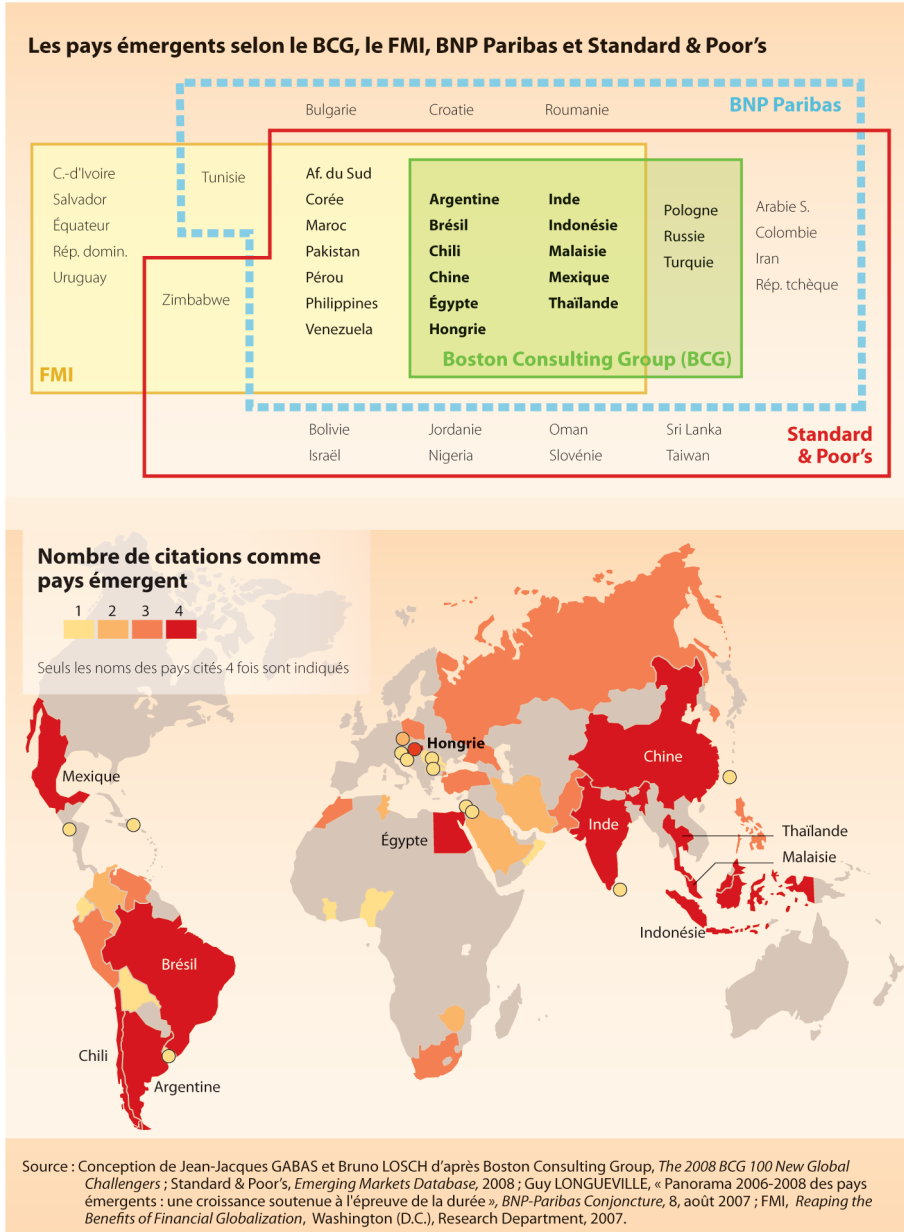 Les pays émergents selon le BCG, le FMI, BNP Paribas et Standard & Poor's
Bulgarie Croatie Roumanie BNP Paribas
C.-d'Ivoire
Salvador
Équateur
Rép. domin.
Uruguay
Tunisie
Zimbabwe
Af. du Sud
Corée
Maroc
Pakistan
Pérou
Philippines
Venezuela
Argentine
Brésil
Chili
Chine
Égypte
Hongrie
Inde
Indonésie
Malaisie
Mexique
Thaïlande
Pologne
Russie
Turquie
Arabie S.
Colombie
Iran
Rép. tchèque
Boston Consulting Group (BCG)
FMI
Bolivie Jordanie Oman Sri Lanka
Israël Nigeria Slovénie Taiwan
Standard
& Poor's
Nombre de citations comme
pays émergent
1 2 3 4
Seuls les noms des pays cités 4 fois sont indiqués
Hongrie
Chine
Mexique
Égypte
Inde
Thaïlande
Malaisie
Indonésie
Brésil
Chili
Argentine
Source : Conception de Jean-Jacques GABAS et Bruno LOSCH d'après Boston Consulting Group, The 2008 BCG 100 New Global
Challengers ; Standard & Poor's, Emerging Markets Database, 2008 ; Guy LONGUEVILLE, « Panorama 2006-2008 des pays
émergents : une croissance soutenue à l'épreuve de la durée », BNP-Paribas Conjoncture, 8, août 2007 ; FMI, Reaping the
Benefits of Financial Globalization, Washington (D.C.), Research Department, 2007.